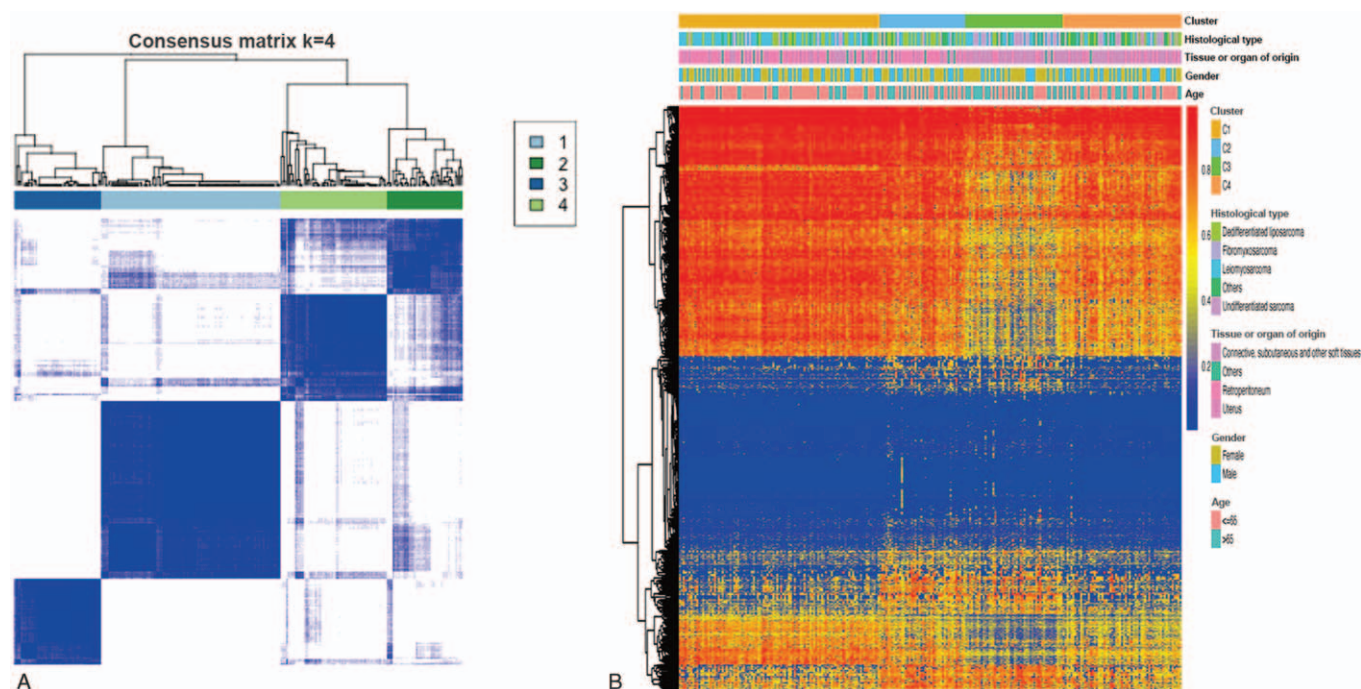 Consensus matrix k=4
1
2
3
4
A
Cluster
Histological type
Tissue or organ of origin
Gender
Age
0.8
0.6
0.4
0.2
Cluster
C1
C2
C3
C4
Histological type
Dedifferentiated liposarcoma
Fibromyxosarcoma
Leiomyosarcoma
Others
Undifferentiated sarcoma
Tissue or organ of origin
Connective, subcutaneous and other soft tissues
Others
Retroperitoneum
Uterus
Gender
Female
Male
Age
<=65
>65
B